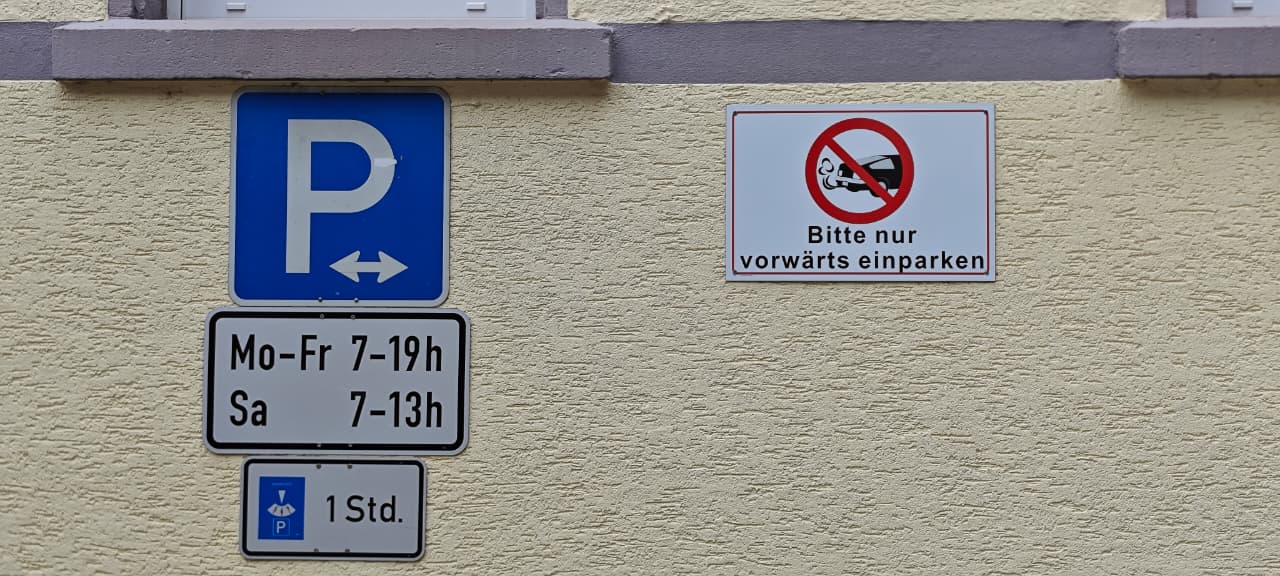 P
Mo-Fr 7-19h
Sa 7-13h
P 1 Std.
Bitte nur
vorwärts einparken